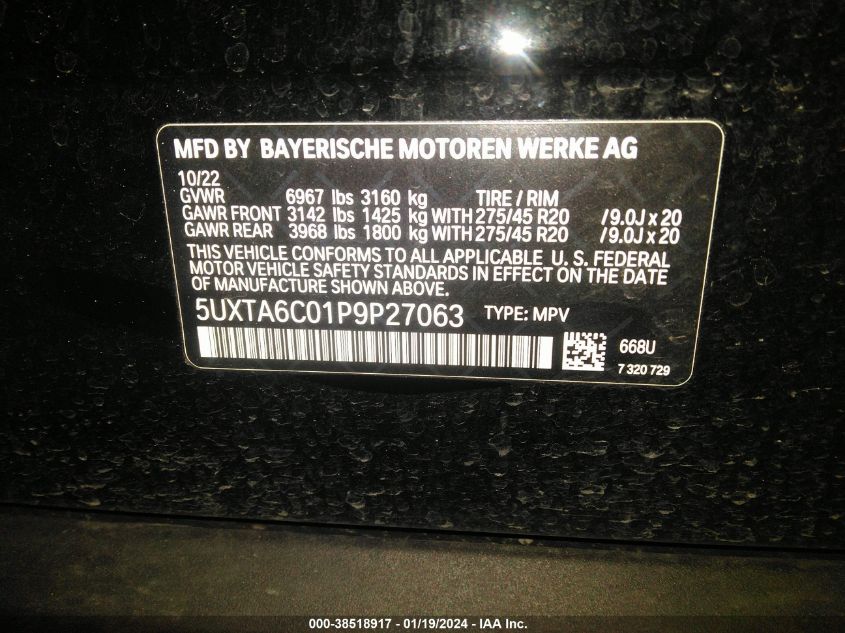 MFD BY BAYERISCHE MOTOREN WERKE AG
10/22
GVWR 6967 lbs 3160 kg TIRE / RIM
GAWR FRONT 3142 lbs 1425 kg WITH 275/45 R20 / 9.0J x 20
GAWR REAR 3968 lbs 1800 kg WITH 275/45 R20 / 9.0J x 20
THIS VEHICLE CONFORMS TO ALL APPLICABLE U. S. FEDERAL
MOTOR VEHICLE SAFETY STANDARDS IN EFFECT ON THE DATE
OF MANUFACTURE SHOWN ABOVE.
5UXTA6C01P9P27063 TYPE: MPV
668U
7 320 729
000-38518917 - 01/19/2024 - IAA Inc.